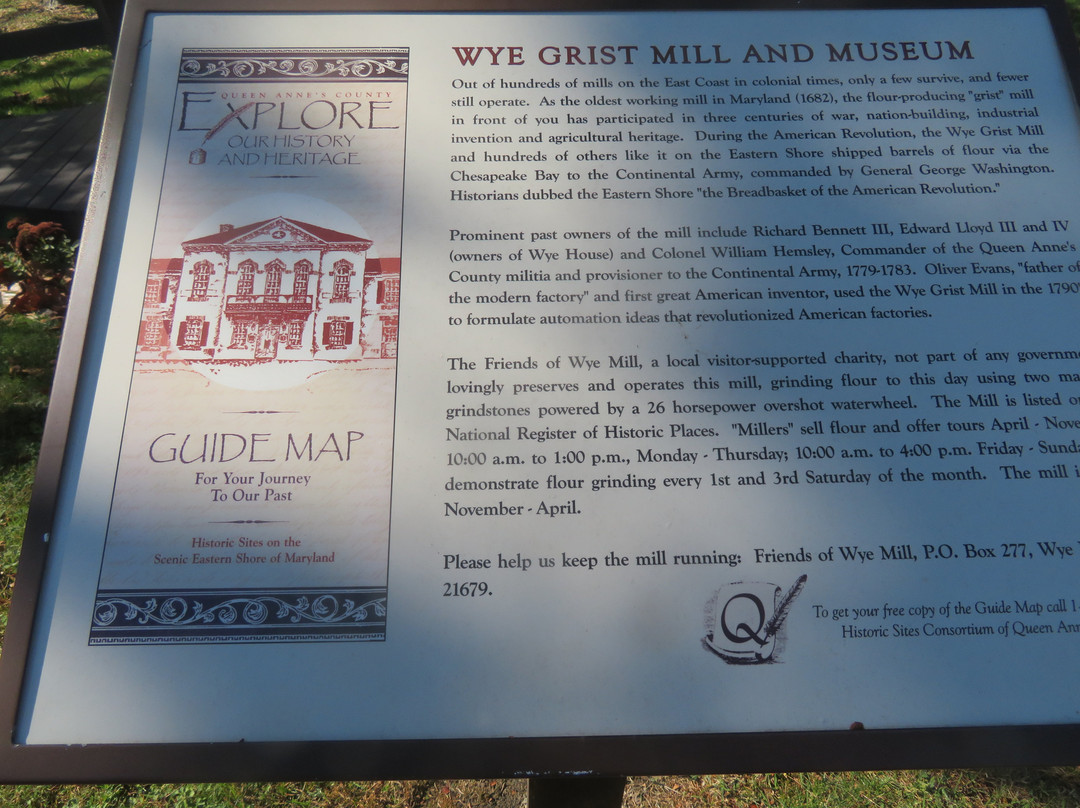 QUEEN ANNE'S COUNTY
EXPLORE
OUR HISTORY
AND HERITAGE
GUIDE MAP
For Your Journey
To Our Past
Historic Sites on the
Scenic Eastern Shore of Maryland
WYE GRIST MILL AND MUSEUM
Out of hundreds of mills on the East Coast in colonial times, only a few survive, and fewer
still operate. As the oldest working mill in Maryland (1682), the flour-producing "grist" mill
in front of you has participated in three centuries of war, nation-building, industrial
invention and agricultural heritage. During the American Revolution, the Wye Grist Mill
and hundreds of others like it on the Eastern Shore shipped barrels of flour via the
Chesapeake Bay to the Continental Army, commanded by General George Washington.
Historians dubbed the Eastern Shore "the Breadbasket of the American Revolution."
Prominent past owners of the mill include Richard Bennett III, Edward Lloyd III and IV
(owners of Wye House) and Colonel William Hemsley, Commander of the Queen Anne's
County militia and provisioner to the Continental Army, 1779-1783. Oliver Evans, "father of
the modern factory" and first great American inventor, used the Wye Grist Mill in the 1790'
to formulate automation ideas that revolutionized American factories.
The Friends of Wye Mill, a local visitor-supported charity, not part of any governme
lovingly preserves and operates this mill, grinding flour to this day using two ma
grindstones powered by a 26 horsepower overshot waterwheel. The Mill is listed o
National Register of Historic Places. "Millers" sell flour and offer tours April - Nove
10:00 a.m. to 1:00 p.m., Monday - Thursday; 10:00 a.m. to 4:00 p.m. Friday - Sunda
demonstrate flour grinding every 1st and 3rd Saturday of the month. The mill i
November - April.
Please help us keep the mill running: Friends of Wye Mill, P.O. Box 277, Wye
21679.
Q
To get your free copy of the Guide Map call 1
Historic Sites Consortium of Queen Ann